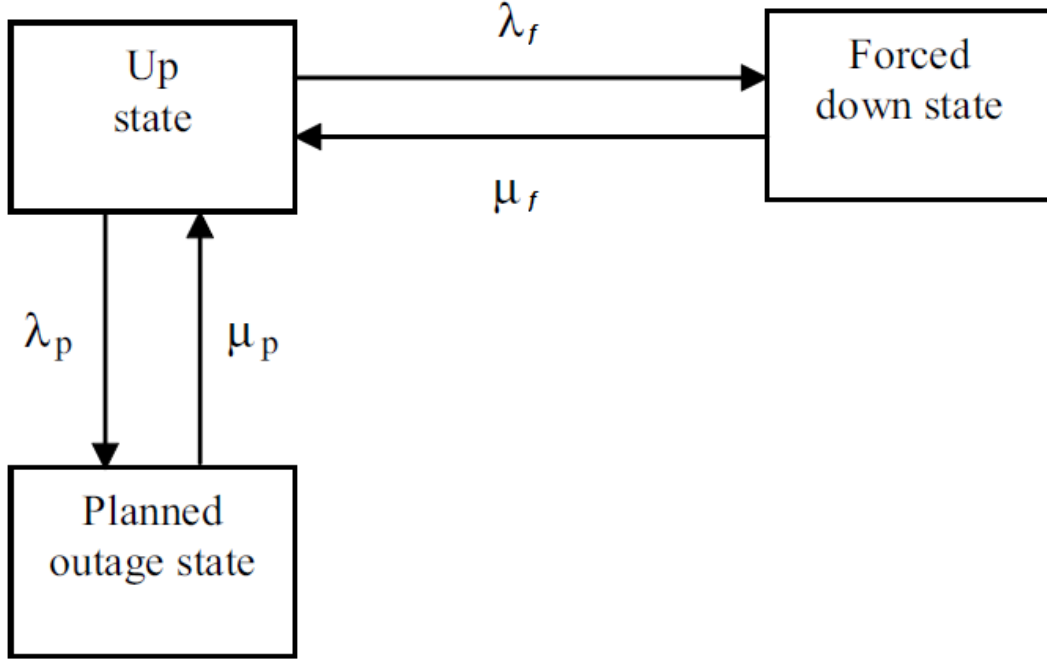 λf
Up
state
Forced
down state
μf
λp
μp
Planned
outage state